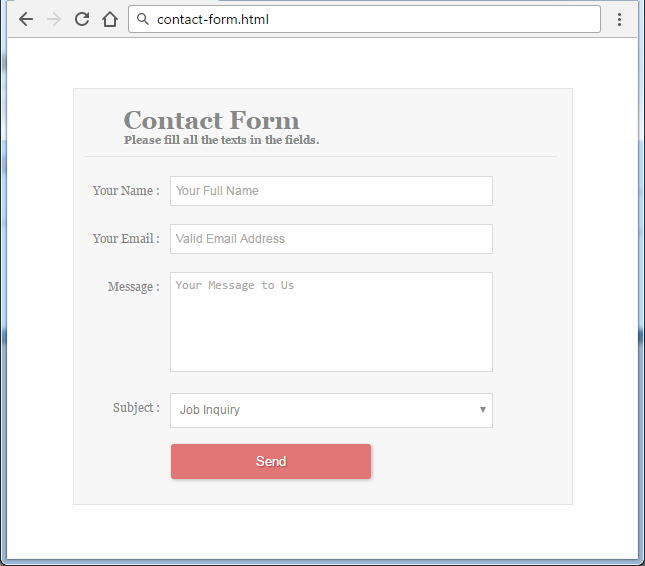 contact-form.html
Contact Form
Please fill all the texts in the fields.
Your Name :
Your Full Name
Your Email :
Valid Email Address
Message :
Your Message to Us
Subject :
Job Inquiry
Send